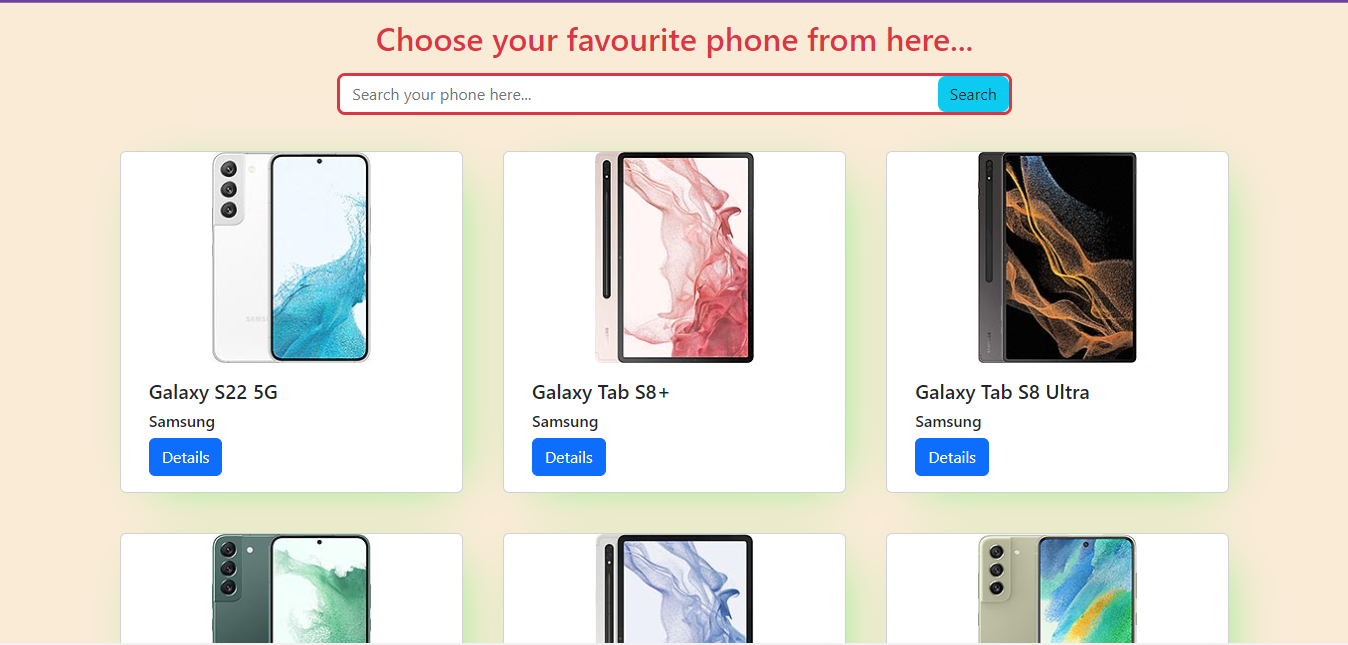 Choose your favourite phone from here...
Search your phone here...
Search
Galaxy S22 5G
Samsung
Details
Galaxy Tab S8+
Samsung
Details
Galaxy Tab S8 Ultra
Samsung
Details